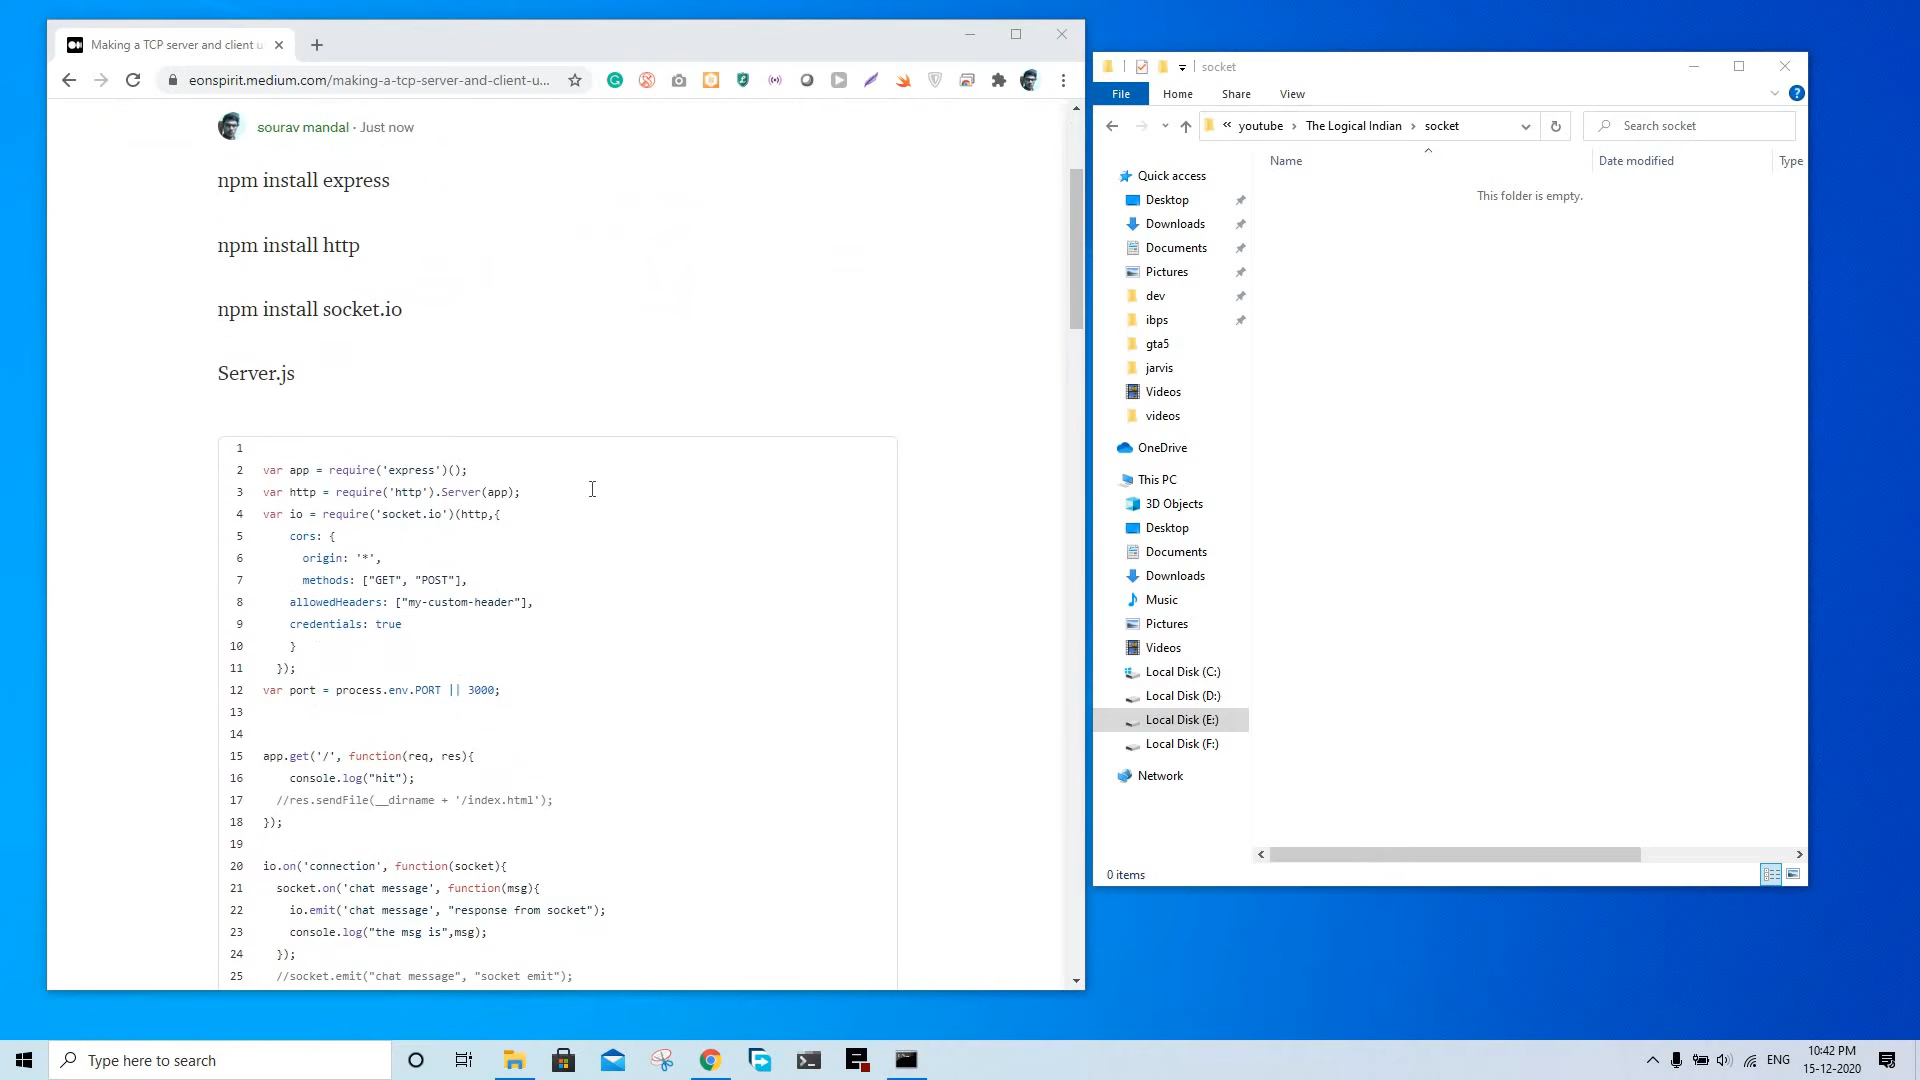 Making a TCP server and client u
eonspirit.medium.com/making-a-tcp-server-and-client-u...
sourav mandal · Just now
npm install express
npm install http
npm install socket.io
Server.js
1
2 var app = require('express')();
3 var http = require('http').Server(app);
4 var io = require('socket.io')(http,{
5 cors: {
6 origin: '*',
7 methods: ["GET", "POST"],
8 allowedHeaders: ["my-custom-header"],
9 credentials: true
10 }
11 });
12 var port = process.env.PORT || 3000;
13
14
15 app.get('/', function(req, res){
16 console.log("hit");
17 //res.sendFile(__dirname + '/index.html');
18 });
19
20 io.on('connection', function(socket){
21 socket.on('chat message', function(msg){
22 io.emit('chat message', "response from socket");
23 console.log("the msg is",msg);
24 });
25 //socket.emit("chat message", "socket emit");
socket
File Home Share View
« youtube › The Logical Indian › socket
Search socket
Name Date modified Type
This folder is empty.
Quick access
Desktop
Downloads
Documents
Pictures
dev
ibps
gta5
jarvis
Videos
videos
OneDrive
This PC
3D Objects
Desktop
Documents
Downloads
Music
Pictures
Videos
Local Disk (C:)
Local Disk (D:)
Local Disk (E:)
Local Disk (F:)
Network
0 items
Type here to search
ENG
10:42 PM
15-12-2020